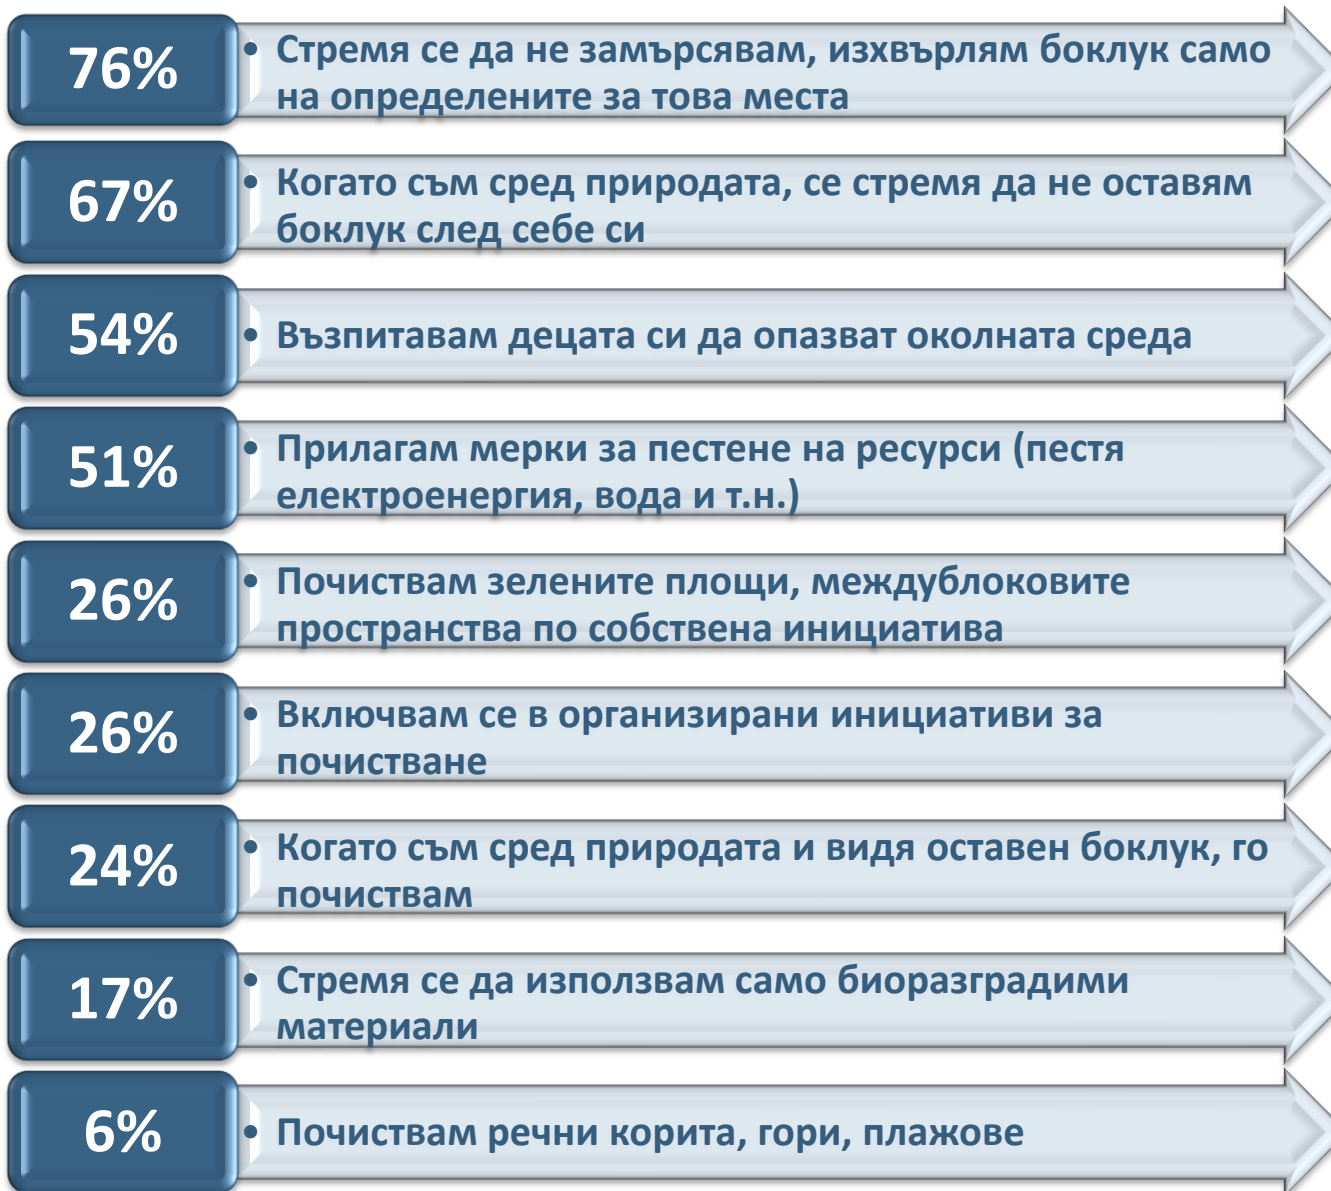 76%
• Стремя се да не замърсявам, изхвърлям боклук само
на определените за това места
67%
• Когато съм сред природата, се стремя да не оставям
боклук след себе си
54%
• Възпитавам децата си да опазват околната среда
51%
• Прилагам мерки за пестене на ресурси (пестя
електроенергия, вода и т.н.)
26%
• Почиствам зелените площи, междублоковите
пространства по собствена инициатива
26%
• Включвам се в организирани инициативи за
почистване
24%
• Когато съм сред природата и видя оставен боклук, го
почиствам
17%
• Стремя се да използвам само биоразградими
материали
6%
• Почиствам речни корита, гори, плажове